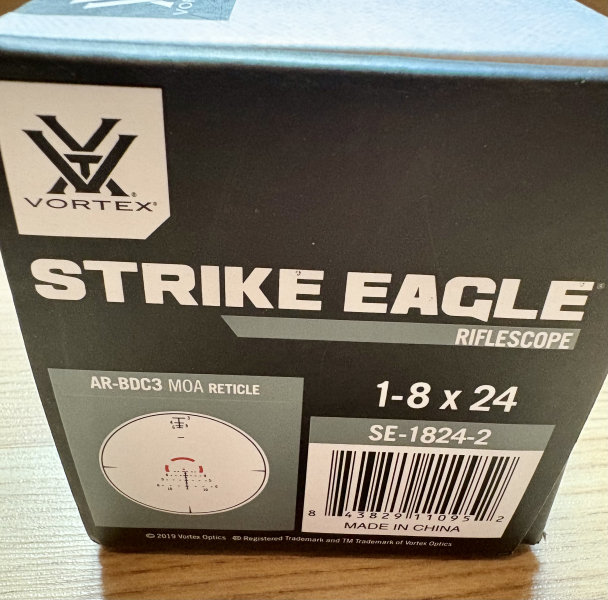 VORTEX®
STRIKE EAGLE®
RIFLESCOPE
AR-BDC3 MOA RETICLE
1-8 x 24
SE-1824-2
8 43829 11095 2
MADE IN CHINA
© 2019 Vortex Optics ® Registered Trademark and TM Trademark of Vortex Optics